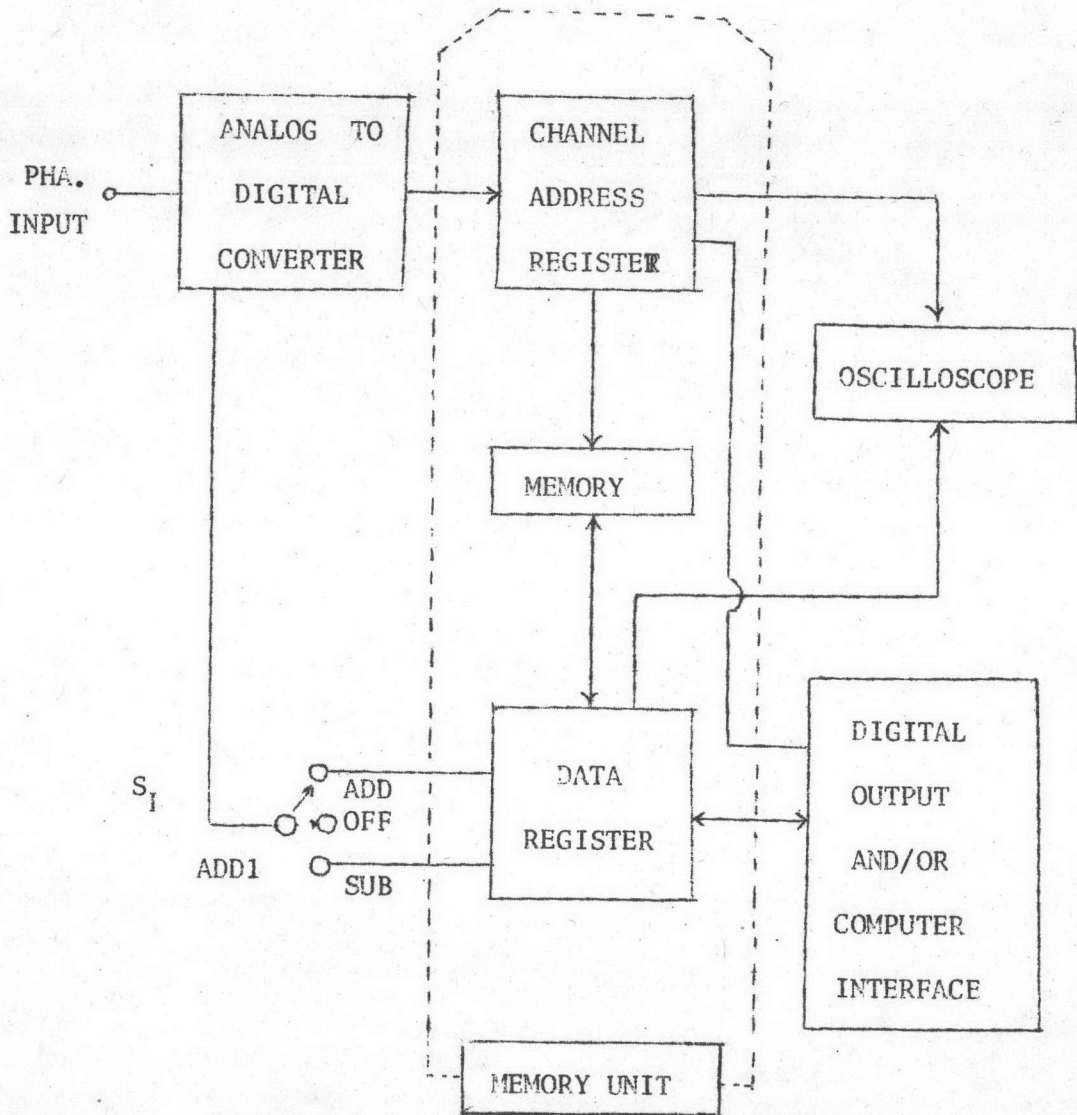 PHA.
INPUT
ANALOG TO
DIGITAL
CONVERTER
CHANNEL
ADDRESS
REGISTER
OSCILLOSCOPE
MEMORY
S_I
ADD
OFF
ADD1
SUB
DATA
REGISTER
DIGITAL
OUTPUT
AND/OR
COMPUTER
INTERFACE
MEMORY UNIT